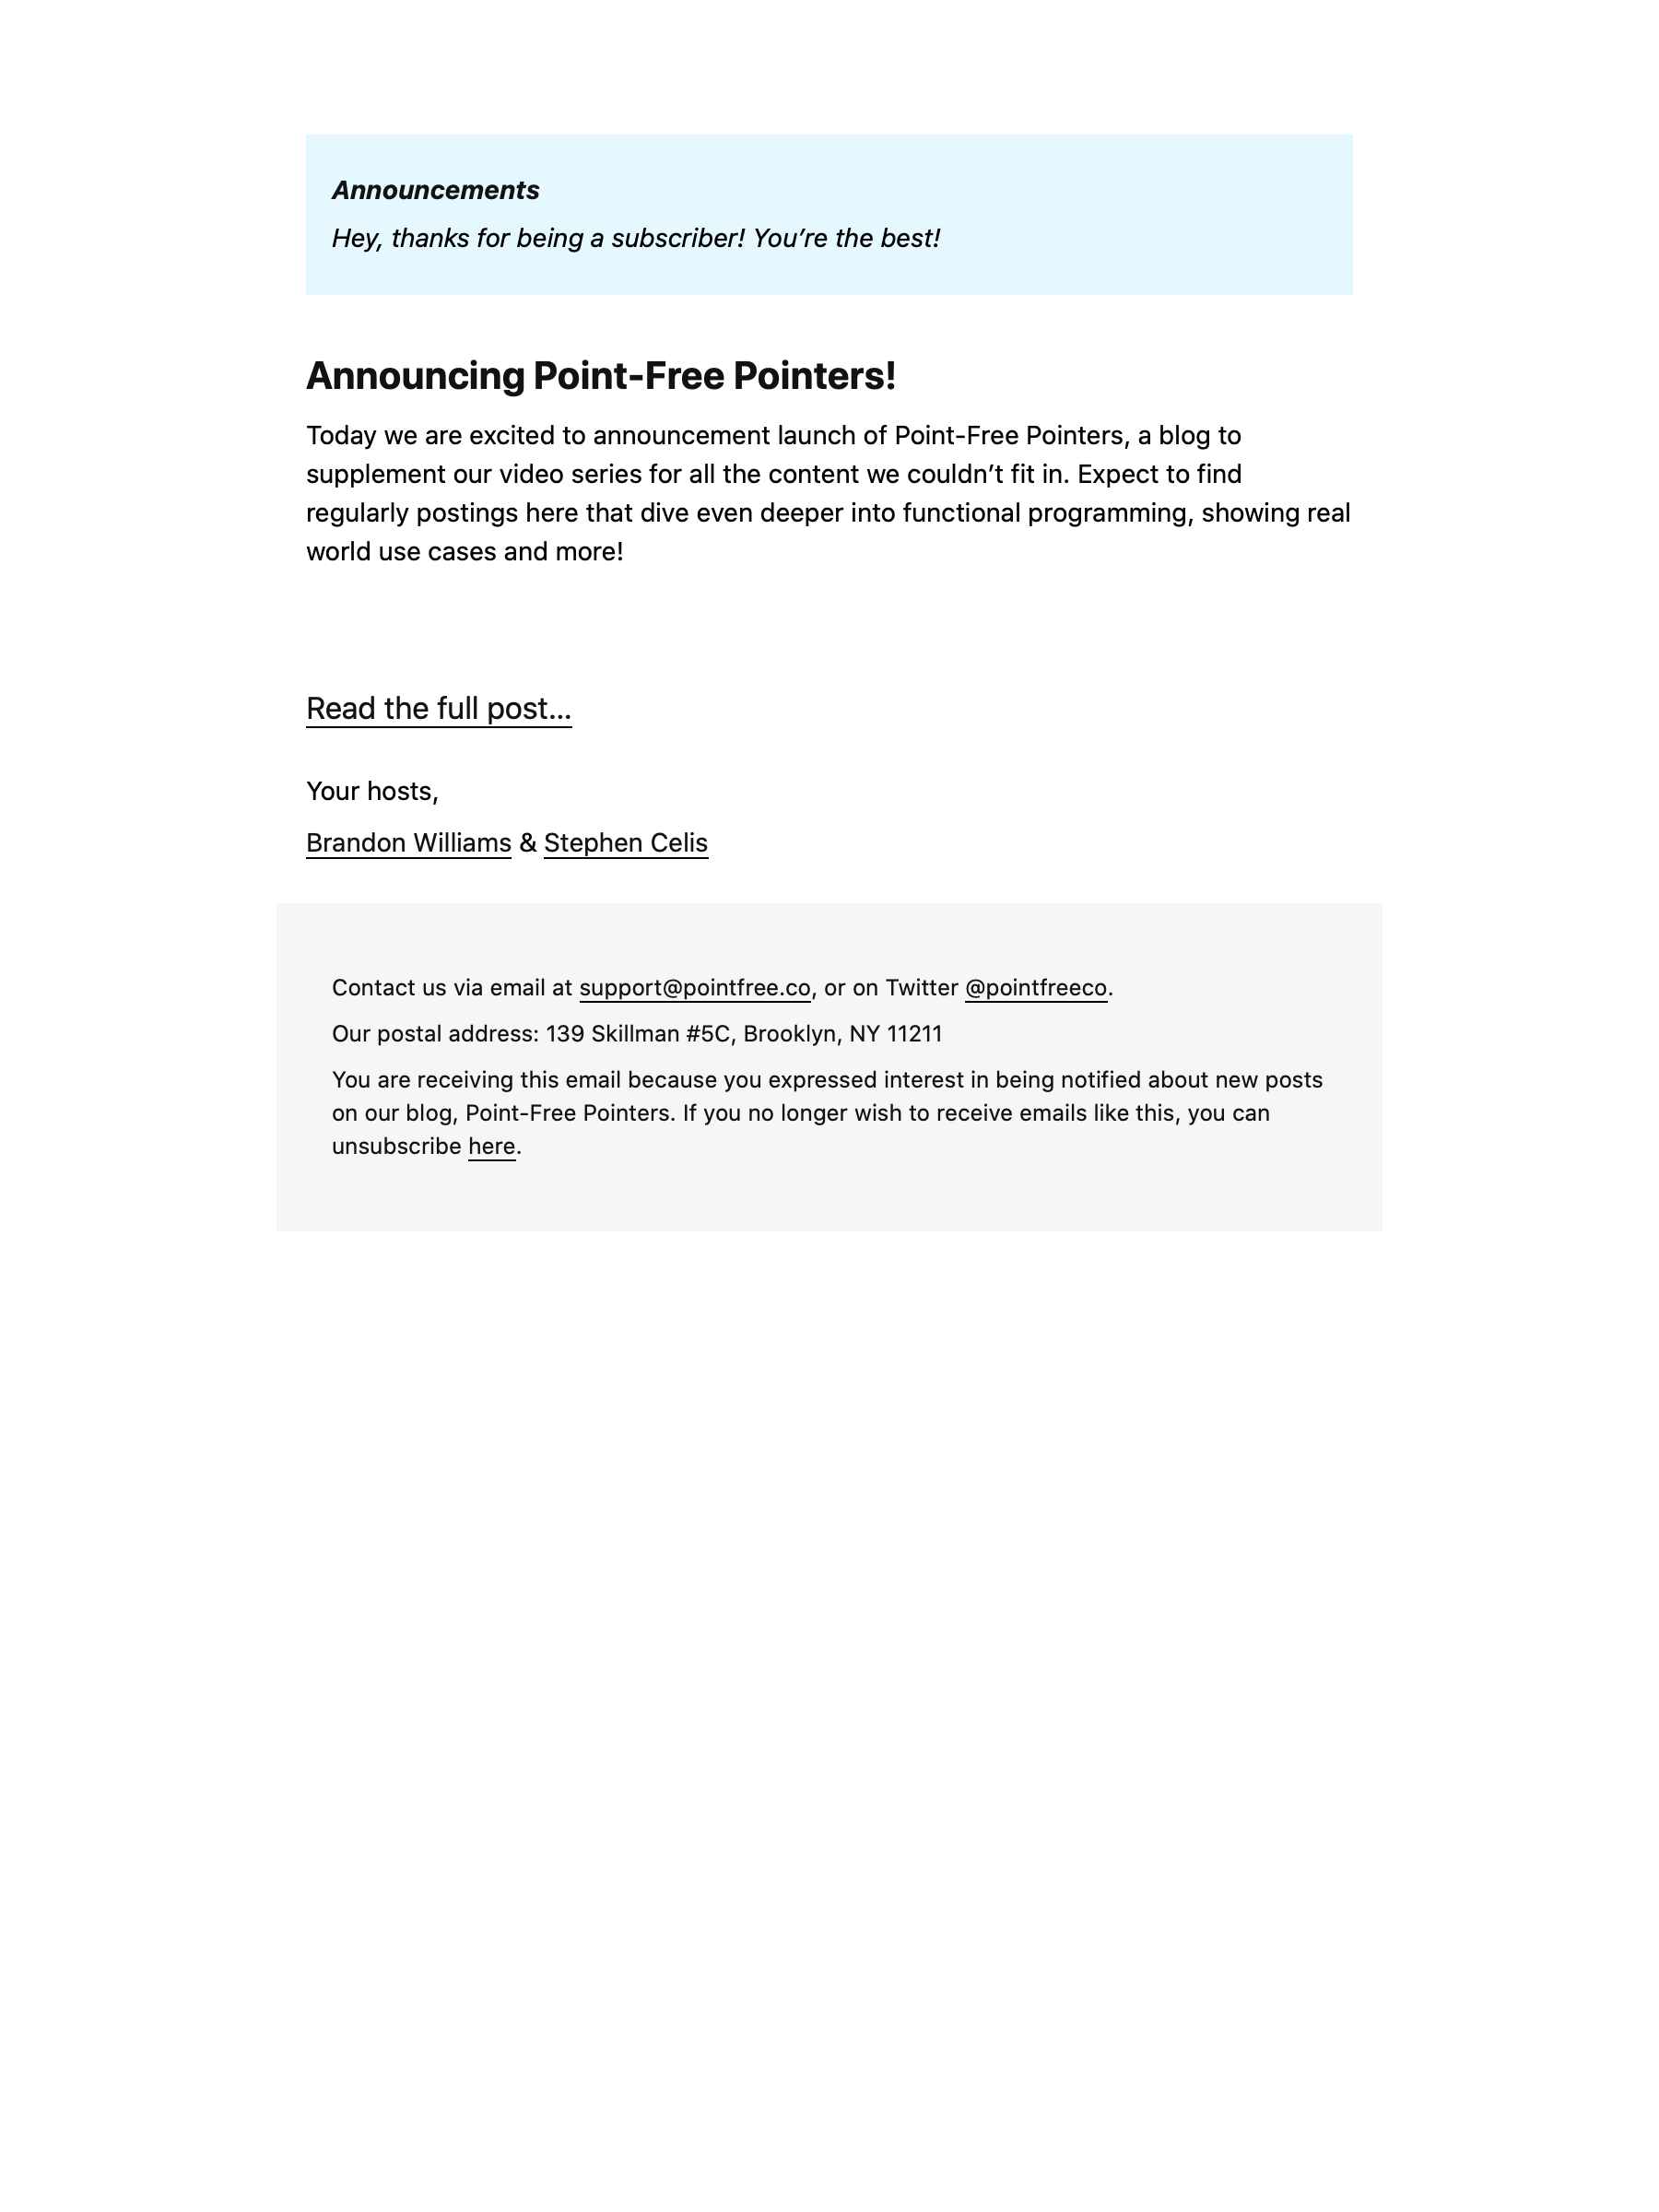 Announcements
Hey, thanks for being a subscriber! You’re the best!
Announcing Point-Free Pointers!
Today we are excited to announcement launch of Point-Free Pointers, a blog to
supplement our video series for all the content we couldn’t fit in. Expect to find
regularly postings here that dive even deeper into functional programming, showing real
world use cases and more!
Read the full post…
Your hosts,
Brandon Williams & Stephen Celis
Contact us via email at support@pointfree.co, or on Twitter @pointfreeco.
Our postal address: 139 Skillman #5C, Brooklyn, NY 11211
You are receiving this email because you expressed interest in being notified about new posts
on our blog, Point-Free Pointers. If you no longer wish to receive emails like this, you can
unsubscribe here.